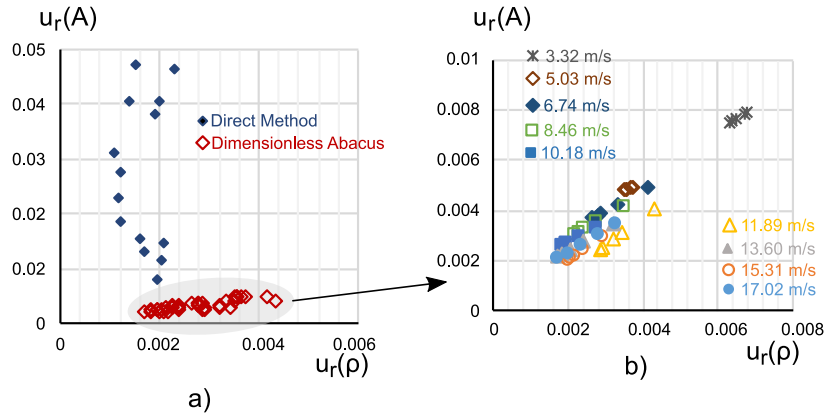 u_r(A)
0.05
0.04
0.03
0.02
0.02
0
0
0.002
0.004
0.006
u_r(ρ)
Direct Method
Dimensionless Abacus
a)
u_r(A)
0.01
0.008
0.006
0.004
0.002
0
0
0.002
0.004
0.006
0.008
u_r(ρ)
3.32 m/s
5.03 m/s
6.74 m/s
8.46 m/s
10.18 m/s
11.89 m/s
13.60 m/s
15.31 m/s
17.02 m/s
b)